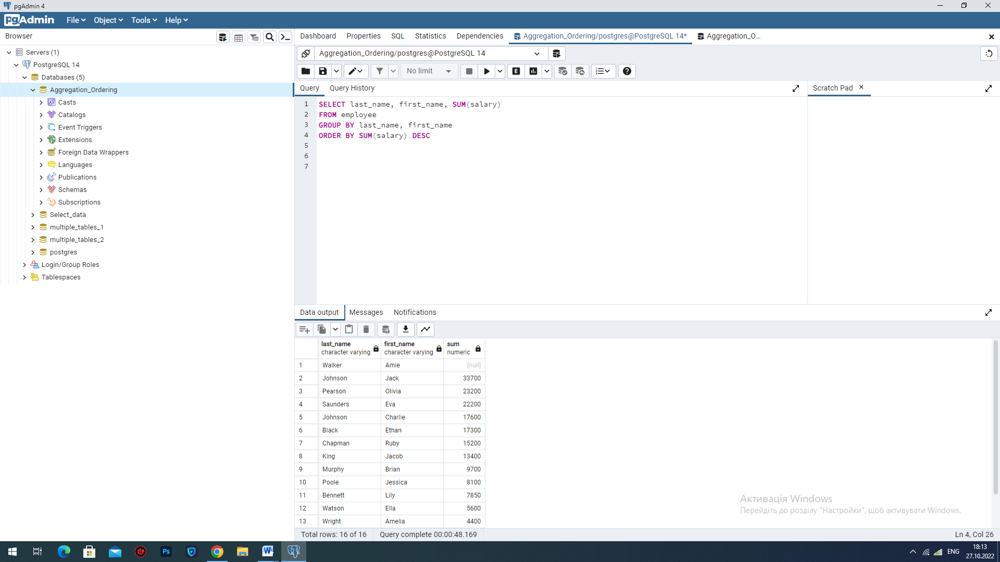 pgAdmin 4
pgAdmin File Object Tools Help
Browser
Dashboard Properties SQL Statistics Dependencies Aggregation_Ordering/postgres@PostgreSQL 14* Aggregation_O...
Servers (1)
PostgreSQL 14
Databases (5)
Aggregation_Ordering
Casts
Catalogs
Event Triggers
Extensions
Foreign Data Wrappers
Languages
Publications
Schemas
Subscriptions
Select_data
multiple_tables_1
multiple_tables_2
postgres
Login/Group Roles
Tablespaces
Aggregation_Ordering/postgres@PostgreSQL 14
No limit
E
Query Query History
Scratch Pad
1 SELECT last_name, first_name, SUM(salary)
2 FROM employee
3 GROUP BY last_name, first_name
4 ORDER BY SUM(salary) DESC
5
6
7
Data output Messages Notifications
last_name first_name sum
character varying character varying numeric
1 Walker Amie [null]
2 Johnson Jack 33700
3 Pearson Olivia 23200
4 Saunders Eva 22200
5 Johnson Charlie 17600
6 Black Ethan 17300
7 Chapman Ruby 15200
8 King Jacob 13400
9 Murphy Brian 9700
10 Poole Jessica 8100
11 Bennett Lily 7850
12 Watson Ella 5600
13 Wright Amelia 4400
Активація Windows
Перейдіть до розділу "Настройки", щоб активувати Windows.
Total rows: 16 of 16 Query complete 00:00:48.169 Ln 4, Col 26
Ps
W
ENG
18:13
27.10.2022